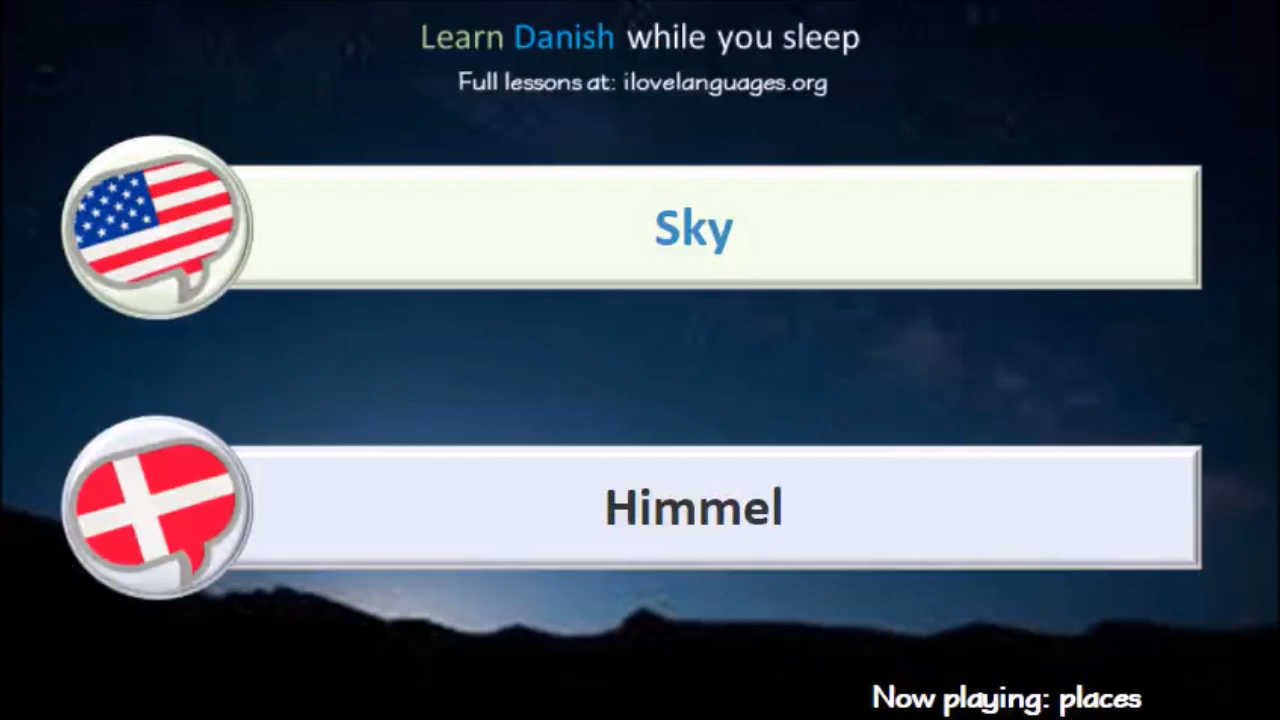 Learn Danish while you sleep
Full lessons at: ilovelanguages.org
Sky
Himmel
Now playing: places